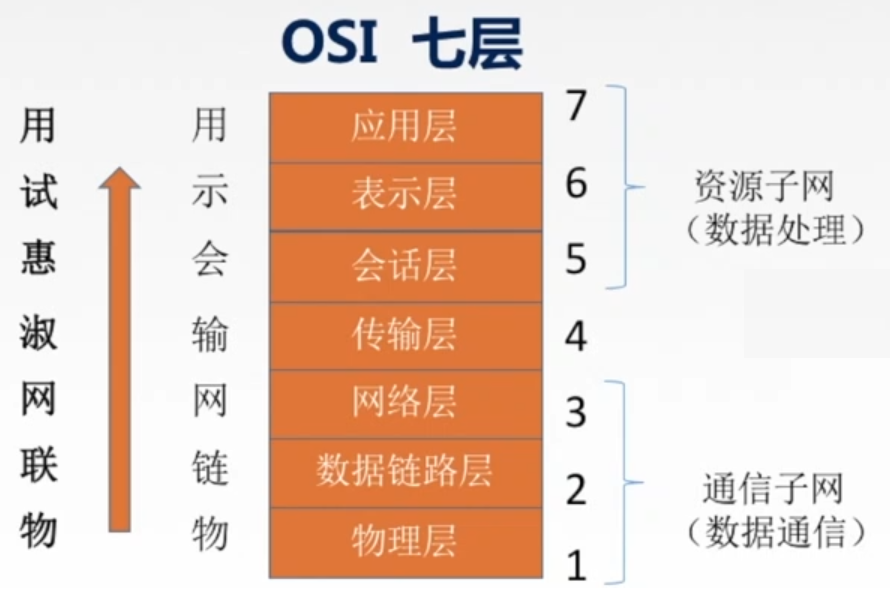 OSI 七层
用 用 应用层 7
试 示 表示层 6
惠 会 会话层 5
淑 输 传输层 4
网 网 网络层 3
联 链 数据链路层 2
物 物 物理层 1
资源子网
（数据处理）
通信子网
（数据通信）